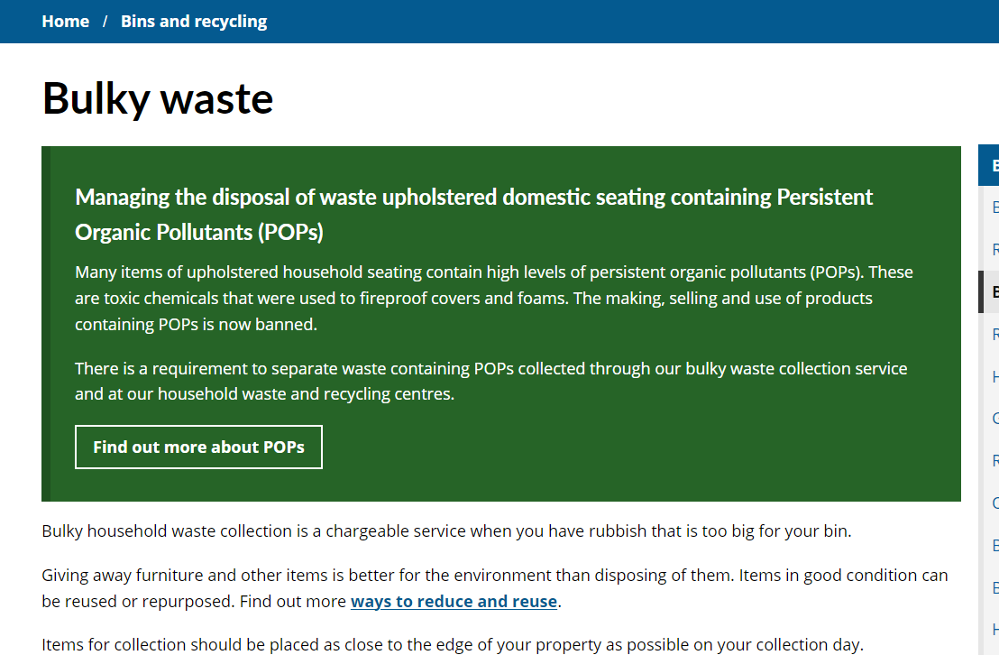 Home / Bins and recycling
Bulky waste
Managing the disposal of waste upholstered domestic seating containing Persistent
Organic Pollutants (POPs)
Many items of upholstered household seating contain high levels of persistent organic pollutants (POPs). These
are toxic chemicals that were used to fireproof covers and foams. The making, selling and use of products
containing POPs is now banned.
There is a requirement to separate waste containing POPs collected through our bulky waste collection service
and at our household waste and recycling centres.
Find out more about POPs
Bulky household waste collection is a chargeable service when you have rubbish that is too big for your bin.
Giving away furniture and other items is better for the environment than disposing of them. Items in good condition can
be reused or repurposed. Find out more ways to reduce and reuse.
Items for collection should be placed as close to the edge of your property as possible on your collection day.